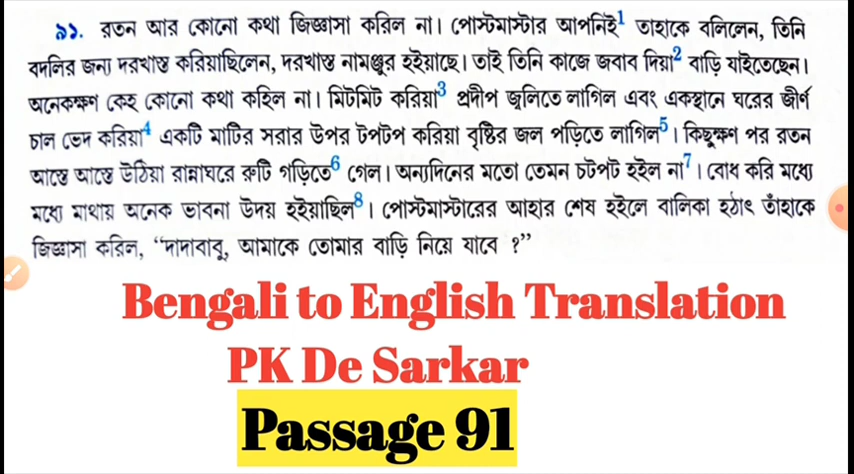 ৯১. রতন আর কোনো কথা জিজ্ঞাসা করিল না। পোস্টমাস্টার আপনিই¹ তাহাকে বলিলেন, তিনি
বদলির জন্য দরখাস্ত করিয়াছিলেন, দরখাস্ত নামঞ্জুর হইয়াছে। তাই তিনি কাজে জবাব দিয়া² বাড়ি যাইতেছেন।
অনেকক্ষণ কেহ কোনো কথা কহিল না। মিটমিট করিয়া³ প্রদীপ জ্বলিতে লাগিল এবং একস্থানে ঘরের জীর্ণ
চাল ভেদ করিয়া⁴ একটি মাটির সরার উপর টপটপ করিয়া বৃষ্টির জল পড়িতে লাগিল⁵। কিছুক্ষণ পর রতন
আস্তে আস্তে উঠিয়া রান্নাঘরে রুটি গড়িতে⁶ গেল। অন্যদিনের মতো তেমন চটপট হইল না⁷। বোধ করি মধ্যে
মধ্যে মাথায় অনেক ভাবনা উদয় হইয়াছিল⁸। পোস্টমাস্টারের আহার শেষ হইলে বালিকা হঠাৎ তাঁহাকে
জিজ্ঞাসা করিল, “দাদাবাবু, আমাকে তোমার বাড়ি নিয়ে যাবে ?”
Bengali to English Translation
PK De Sarkar
Passage 91